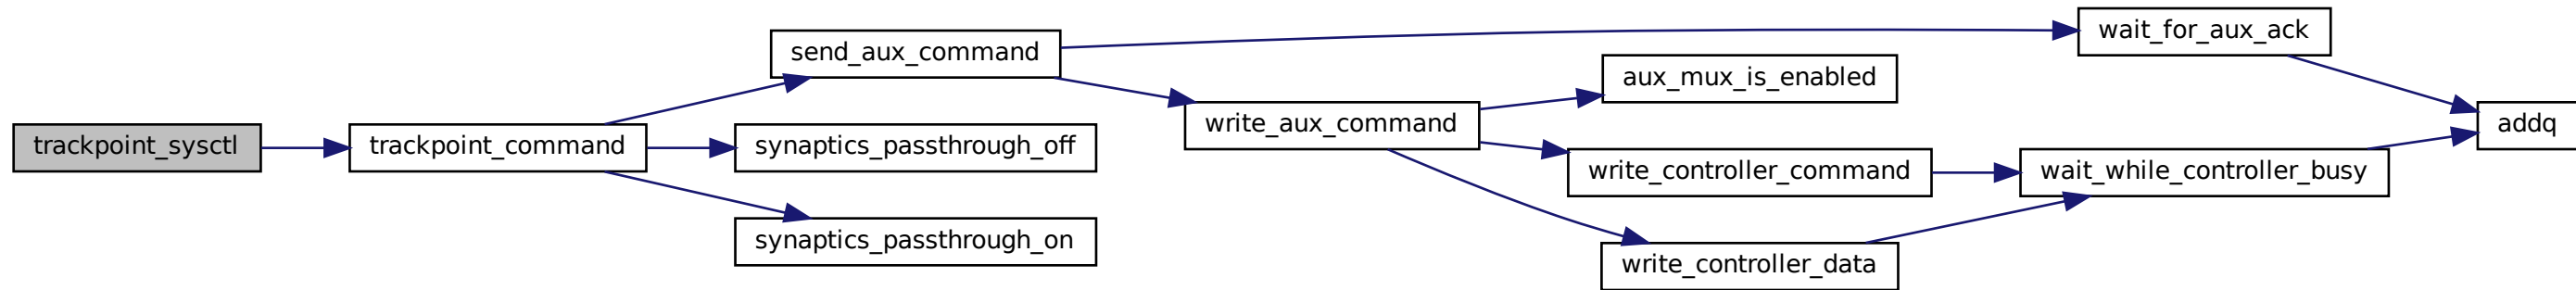 trackpoint_sysctl
trackpoint_command
send_aux_command
synaptics_passthrough_off
synaptics_passthrough_on
write_aux_command
wait_for_aux_ack
aux_mux_is_enabled
write_controller_command
write_controller_data
wait_while_controller_busy
addq